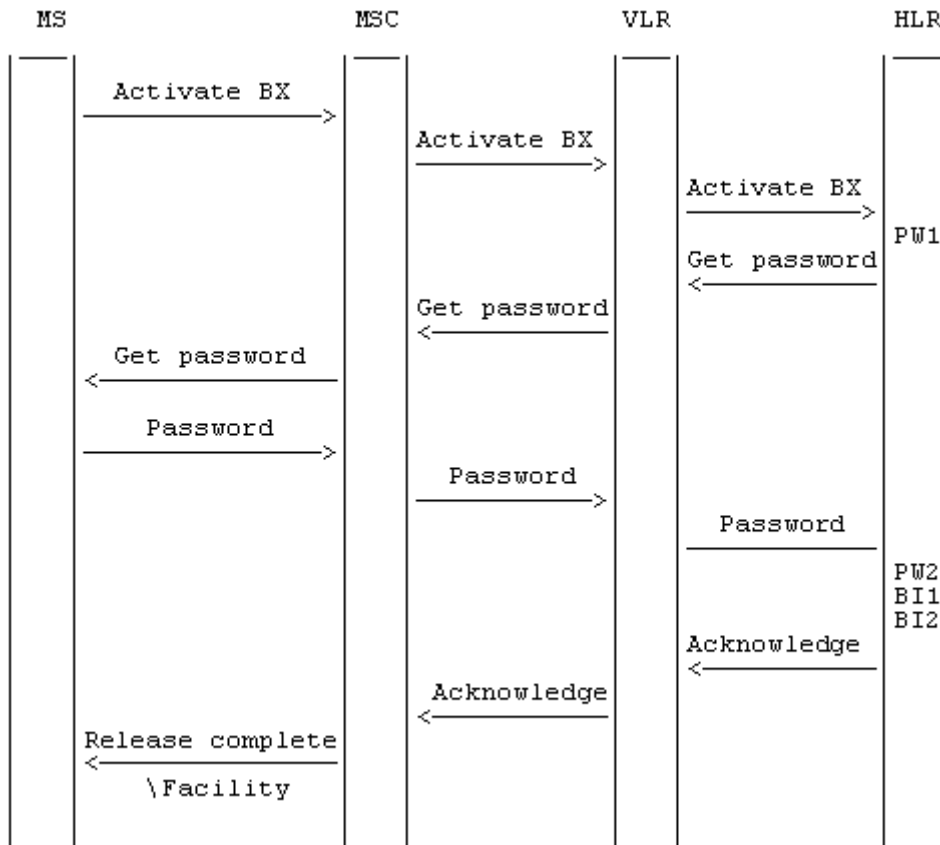 MS MSC VLR HLR
Activate BX
Activate BX
Activate BX
PW1
Get password
Get password
Get password
Password
Password
Password
PW2
BI1
BI2
Acknowledge
Acknowledge
Release complete
\Facility